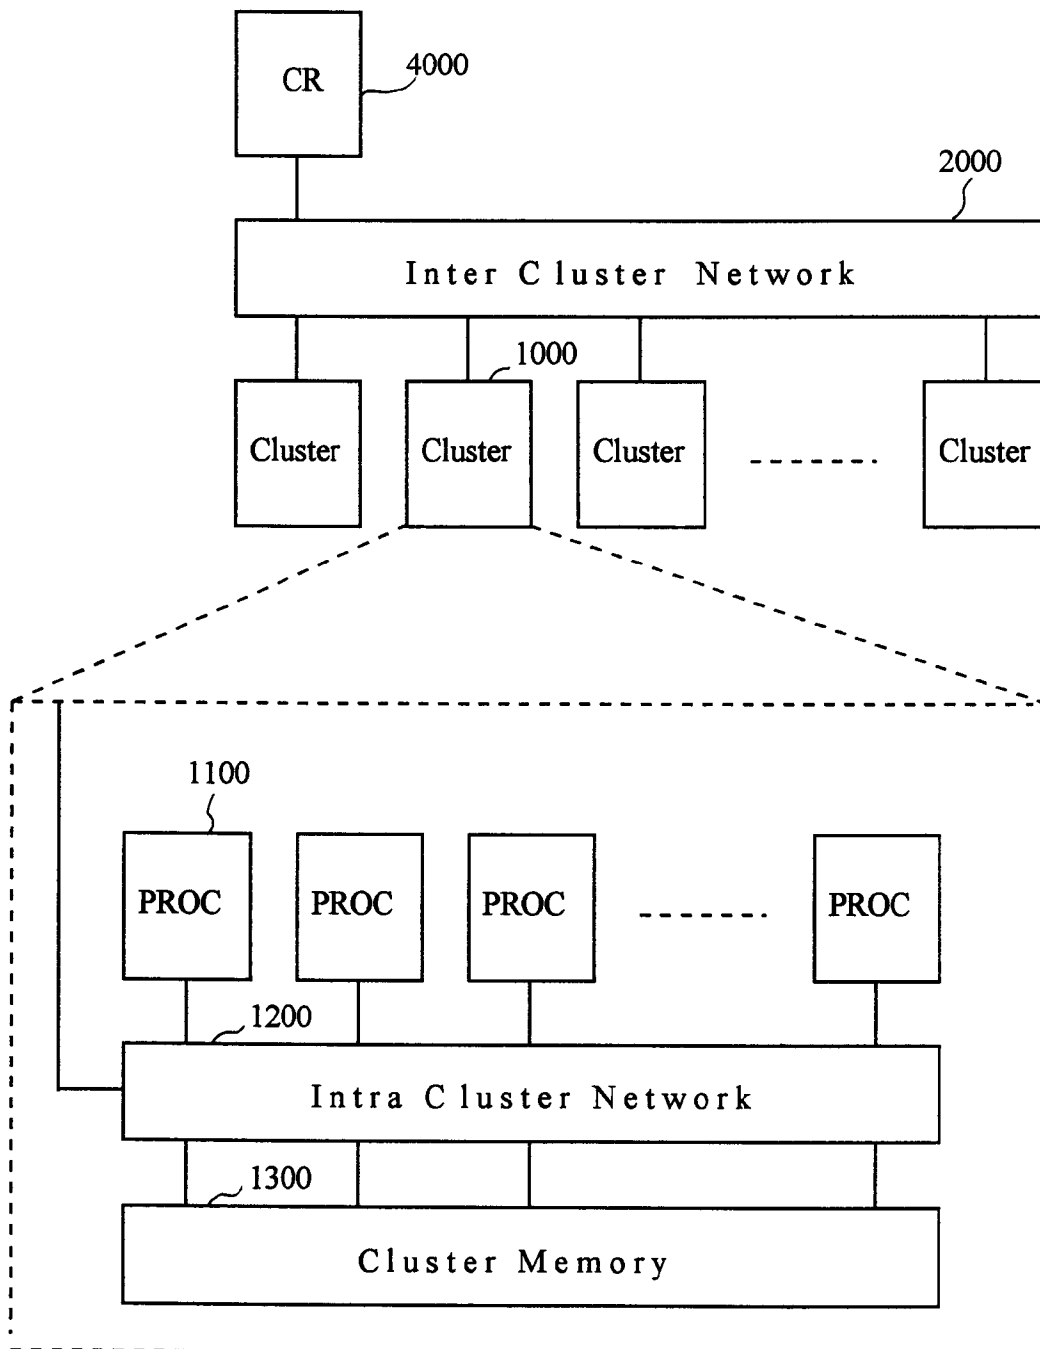 CR
4000
2000
Inter Cluster Network
1000
Cluster Cluster Cluster Cluster
1100
PROC PROC PROC PROC
1200
Intra Cluster Network
1300
Cluster Memory